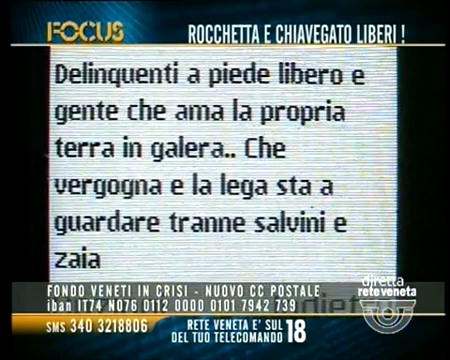 FOCUS
ROCCHETTA E CHIAVEGATO LIBERI !
Delinquenti a piede libero e
gente che ama la propria
terra in galera.. Che
vergogna e la lega sta a
guardare tranne salvini e
zaia
diretta
reteveneta
FONDO VENETI IN CRISI - NUOVO CC POSTALE
iban IT74 N076 0112 0000 0101 7942 739
SMS 340 3218806
RETE VENETA E' SUL
DEL TUO TELECOMANDO 18